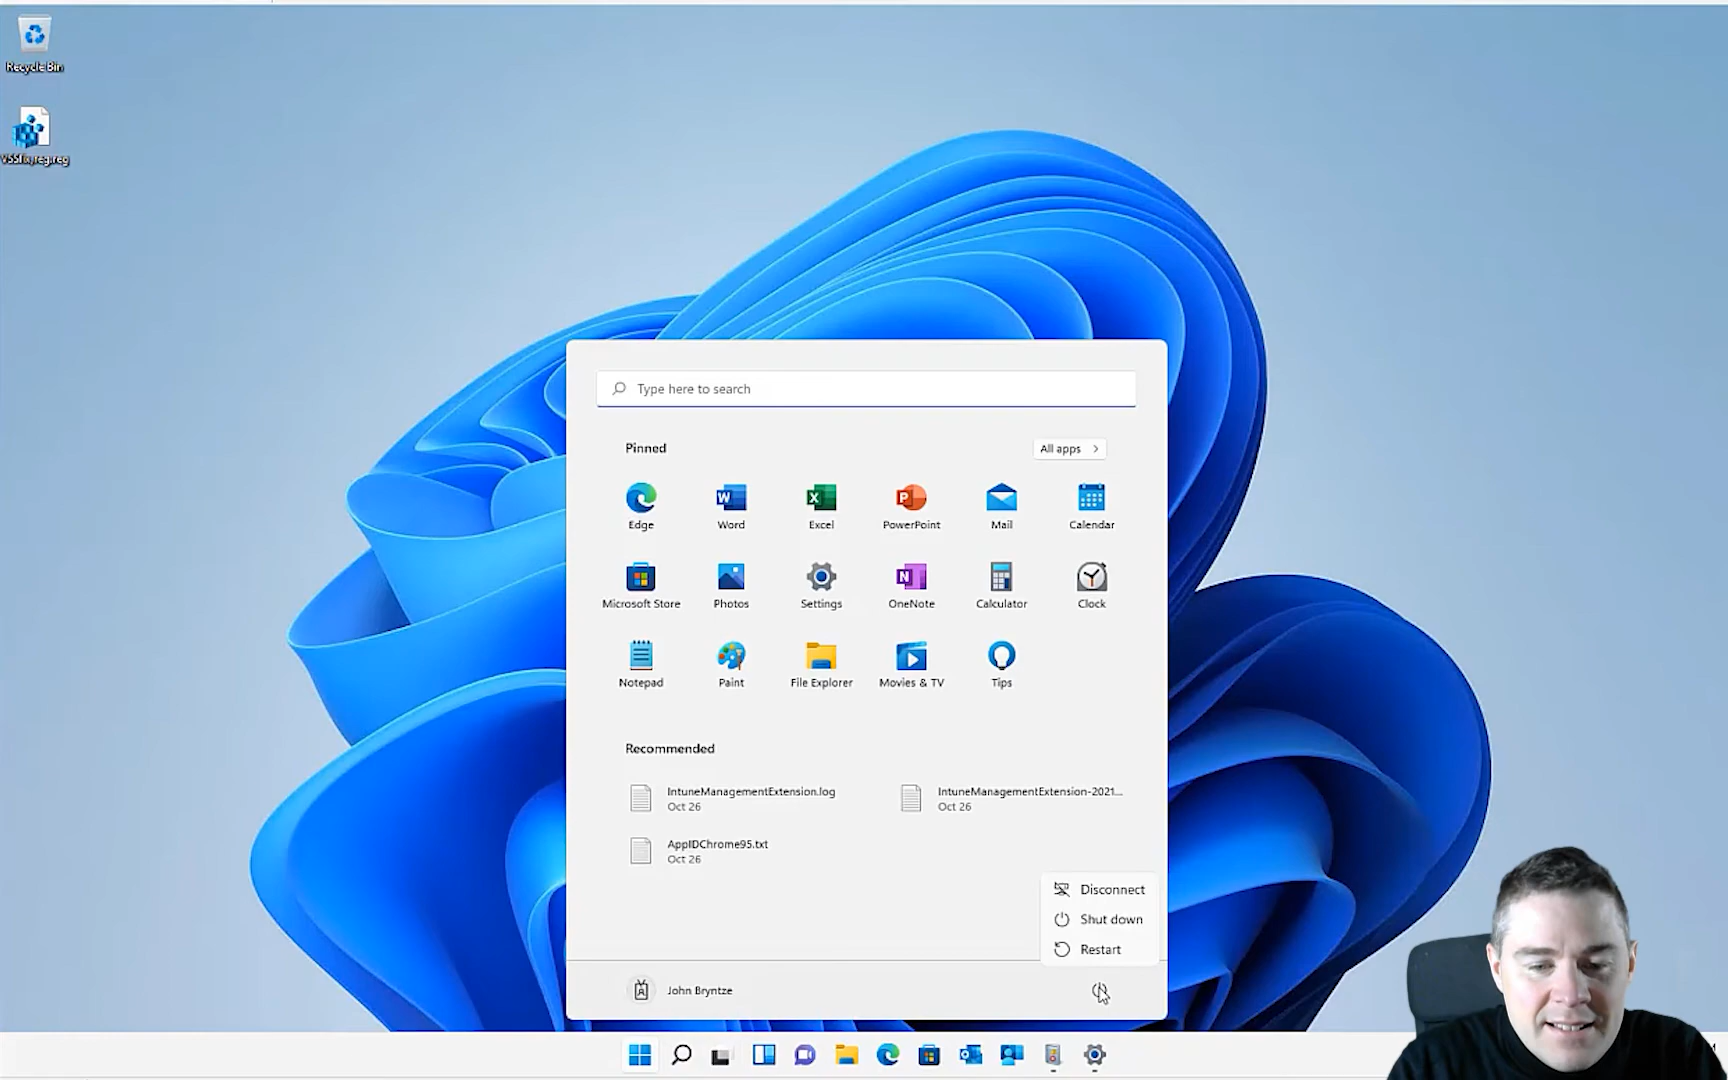 Recycle Bin
Type here to search
Pinned
All apps
Edge
Word
Excel
PowerPoint
Mail
Calendar
Microsoft Store
Photos
Settings
OneNote
Calculator
Clock
Notepad
Paint
File Explorer
Movies & TV
Tips
Recommended
IntuneManagementExtension.log
Oct 26
IntuneManagementExtension-2021...
Oct 26
AppIDChrome95.txt
Oct 26
Disconnect
Shut down
Restart
John Bryntze